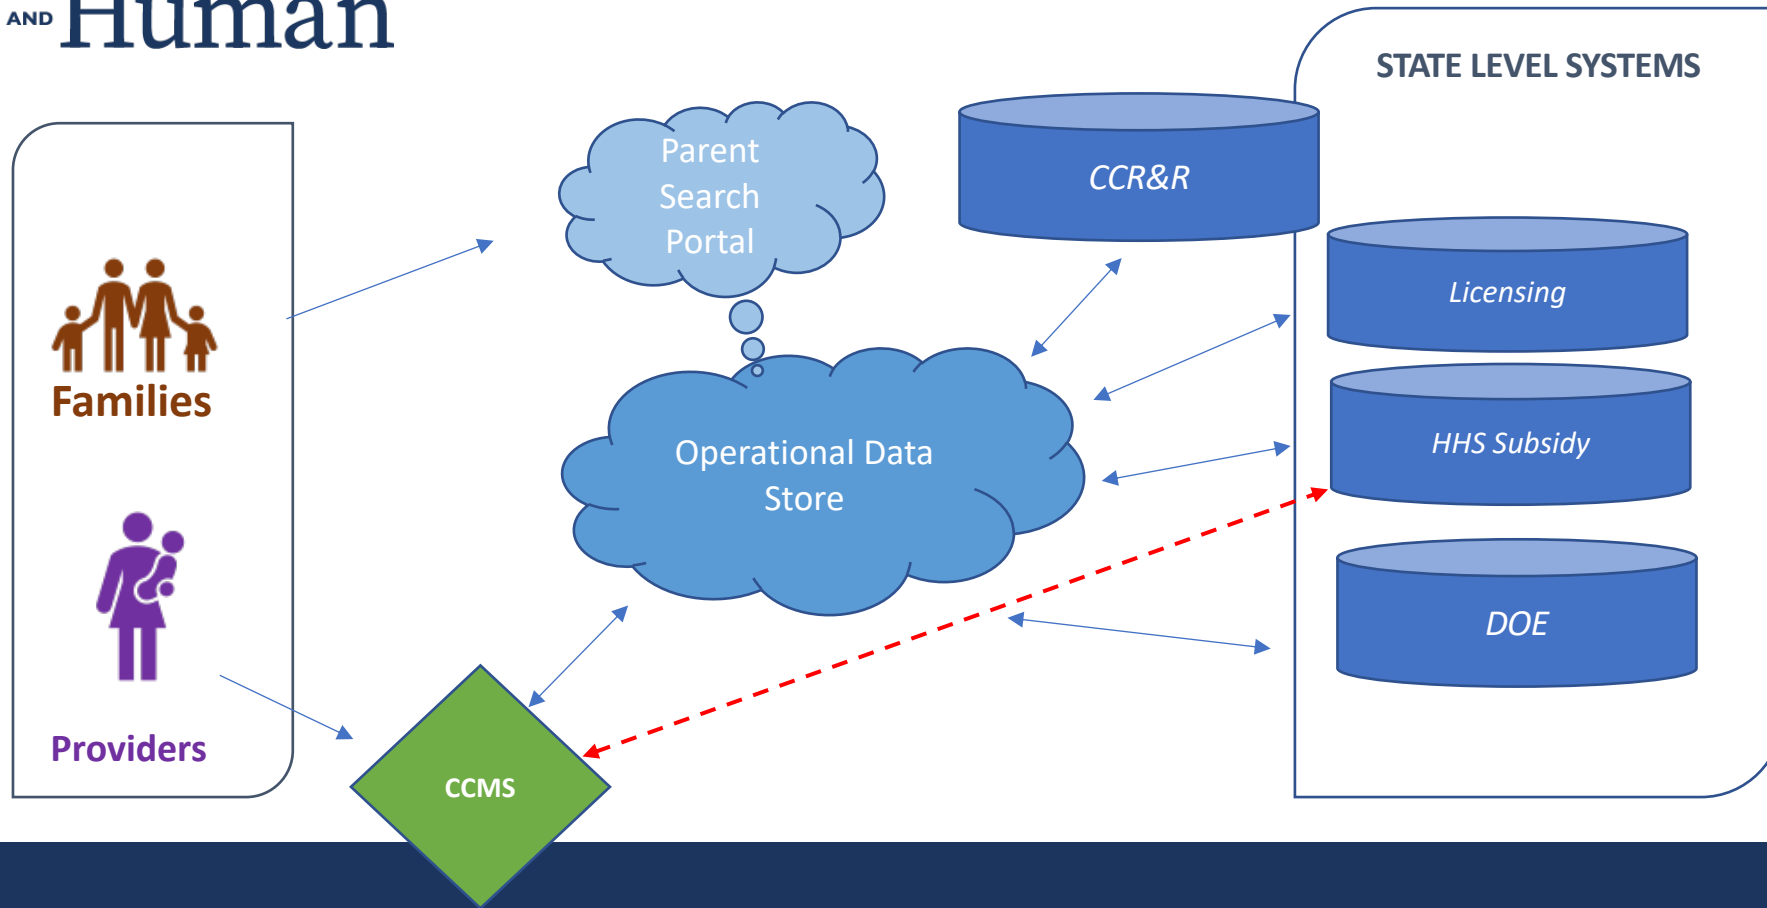 AND Human
STATE LEVEL SYSTEMS
Parent
Search
Portal
CCR&R
Licensing
Families
HHS Subsidy
Operational Data
Store
DOE
Providers
CCMS